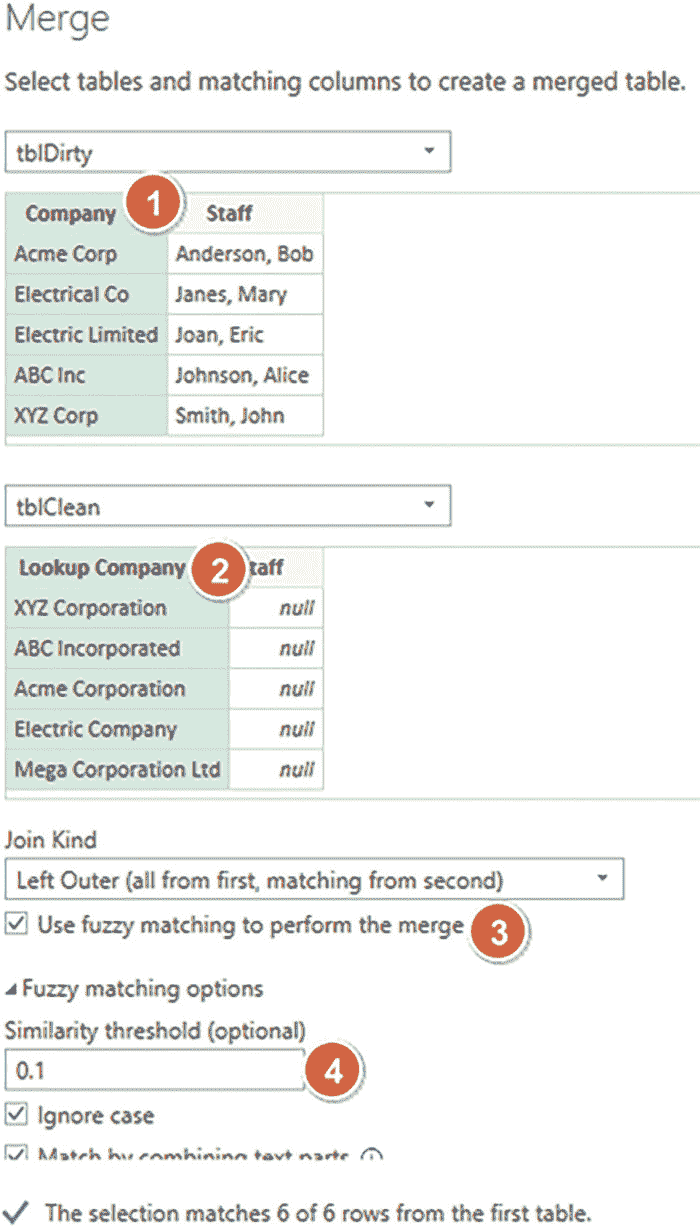 Merge
Select tables and matching columns to create a merged table.
tblDirty
Company 1 Staff
Acme Corp Anderson, Bob
Electrical Co Janes, Mary
Electric Limited Joan, Eric
ABC Inc Johnson, Alice
XYZ Corp Smith, John
tblClean
Lookup Company 2 taff
XYZ Corporation null
ABC Incorporated null
Acme Corporation null
Electric Company null
Mega Corporation Ltd null
Join Kind
Left Outer (all from first, matching from second)
Use fuzzy matching to perform the merge 3
Fuzzy matching options
Similarity threshold (optional)
0.1 4
Ignore case
Match by combining text parts
The selection matches 6 of 6 rows from the first table.